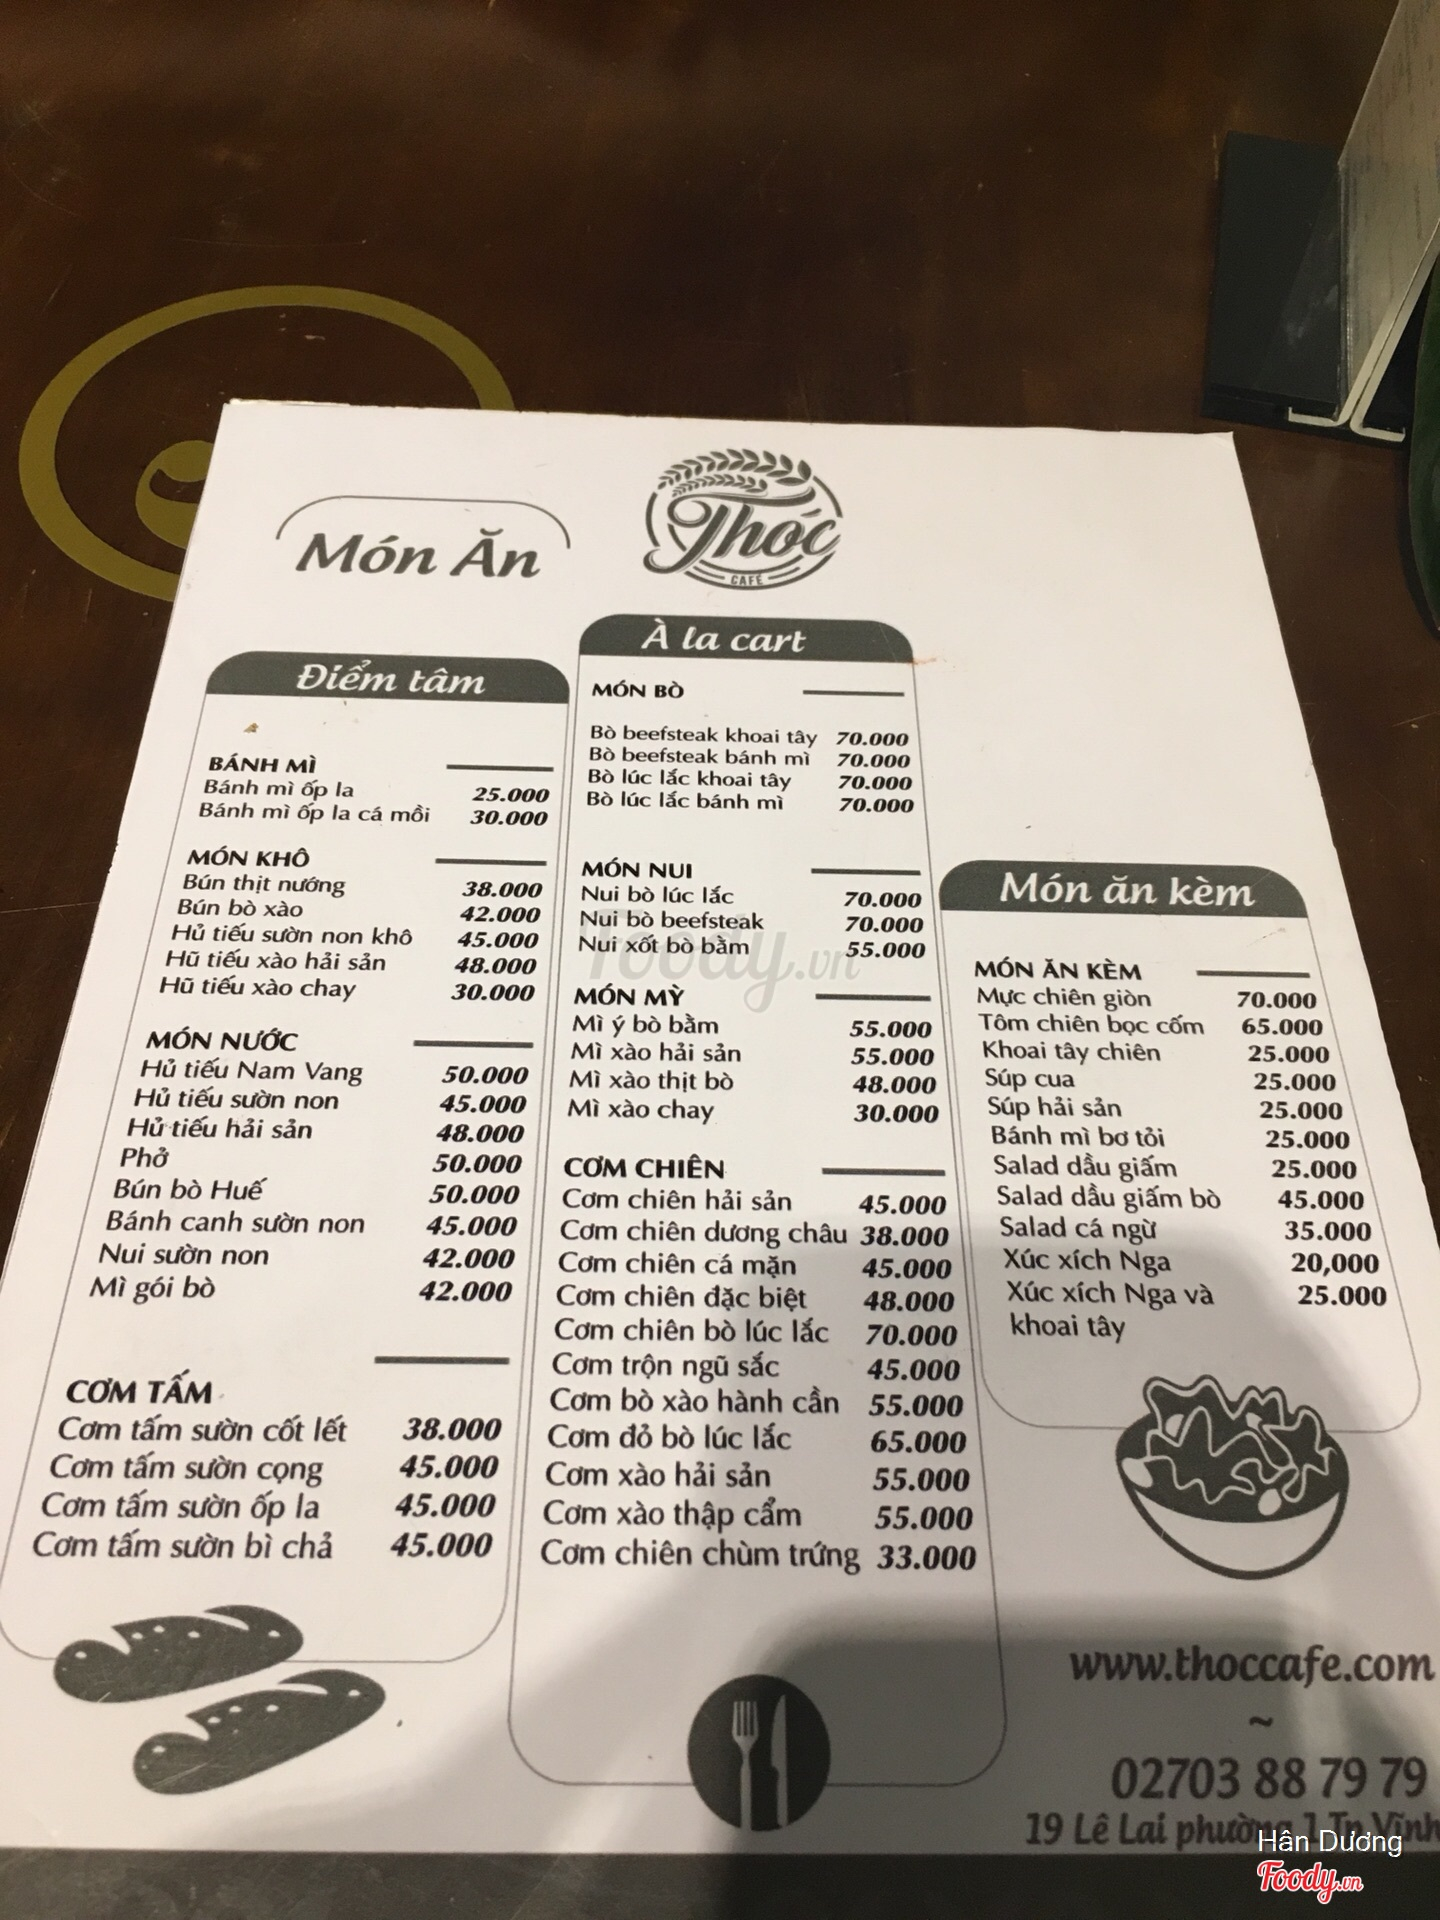 Món Ăn
Thóc
CAFÉ
Điểm tâm
BÁNH MÌ
Bánh mì ốp la 25.000
Bánh mì ốp la cá mồi 30.000
MÓN KHÔ
Bún thịt nướng 38.000
Bún bò xào 42.000
Hủ tiếu sườn non khô 45.000
Hũ tiếu xào hải sản 48.000
Hũ tiếu xào chay 30.000
MÓN NƯỚC
Hủ tiếu Nam Vang 50.000
Hủ tiếu sườn non 45.000
Hủ tiếu hải sản 48.000
Phở 50.000
Bún bò Huế 50.000
Bánh canh sườn non 45.000
Nui sườn non 42.000
Mì gói bò 42.000
CƠM TẤM
Cơm tấm sườn cốt lết 38.000
Cơm tấm sườn cọng 45.000
Cơm tấm sườn ốp la 45.000
Cơm tấm sườn bì chả 45.000
À la cart
MÓN BÒ
Bò beefsteak khoai tây 70.000
Bò beefsteak bánh mì 70.000
Bò lúc lắc khoai tây 70.000
Bò lúc lắc bánh mì 70.000
MÓN NUI
Nui bò lúc lắc 70.000
Nui bò beefsteak 70.000
Nui xốt bò bằm 55.000
MÓN MỲ
Mì ý bò bằm 55.000
Mì xào hải sản 55.000
Mì xào thịt bò 48.000
Mì xào chay 30.000
CƠM CHIÊN
Cơm chiên hải sản 45.000
Cơm chiên dương châu 38.000
Cơm chiên cá mặn 45.000
Cơm chiên đặc biệt 48.000
Cơm chiên bò lúc lắc 70.000
Cơm trộn ngũ sắc 45.000
Cơm bò xào hành cần 55.000
Cơm đỏ bò lúc lắc 65.000
Cơm xào hải sản 55.000
Cơm xào thập cẩm 55.000
Cơm chiên chùm trứng 33.000
Món ăn kèm
MÓN ĂN KÈM
Mực chiên giòn 70.000
Tôm chiên bọc cốm 65.000
Khoai tây chiên 25.000
Súp cua 25.000
Súp hải sản 25.000
Bánh mì bơ tỏi 25.000
Salad dầu giấm 25.000
Salad dầu giấm bò 45.000
Salad cá ngừ 35.000
Xúc xích Nga 20,000
Xúc xích Nga và 25.000
khoai tây
www.thoccafe.com
~
02703 88 79 79
19 Lê Lai phường 1 Tp Vĩnh
Foody.vn
Hân Dương
Foody.vn